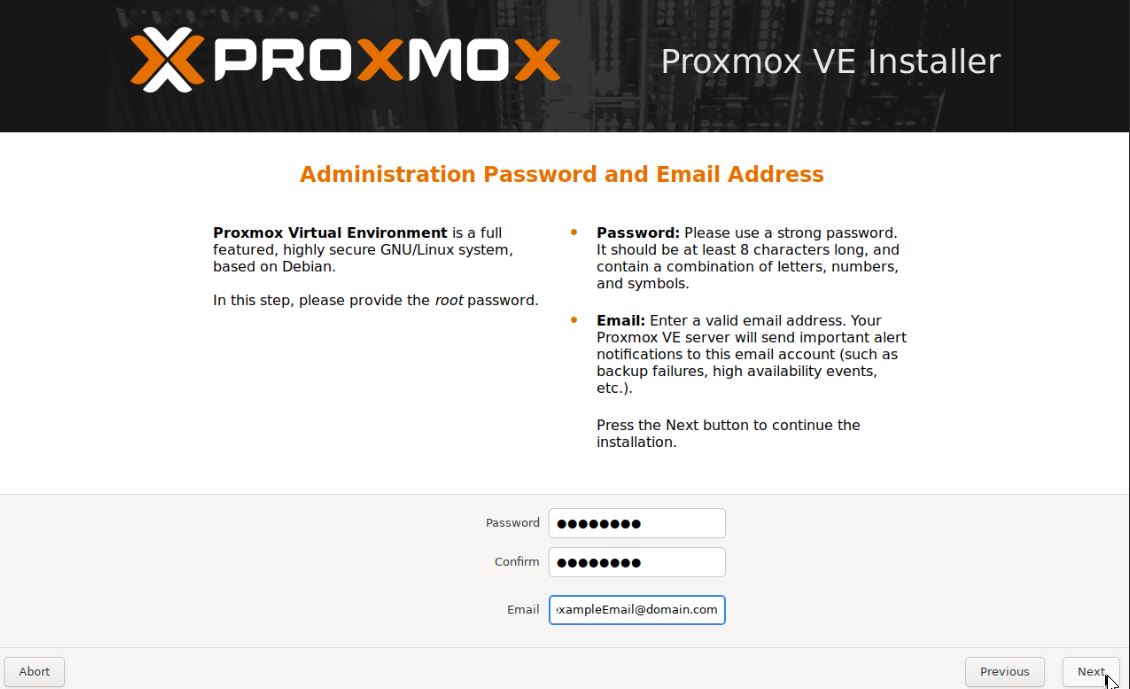 PROXMOX
Proxmox VE Installer
Administration Password and Email Address
Proxmox Virtual Environment is a full
featured, highly secure GNU/Linux system,
based on Debian.
In this step, please provide the root password.
Password: Please use a strong password.
It should be at least 8 characters long, and
contain a combination of letters, numbers,
and symbols.
Email: Enter a valid email address. Your
Proxmox VE server will send important alert
notifications to this email account (such as
backup failures, high availability events,
etc.).
Press the Next button to continue the
installation.
Password ●●●●●●●●
Confirm ●●●●●●●●
Email xampleEmail@domain.com
Abort
Previous
Next